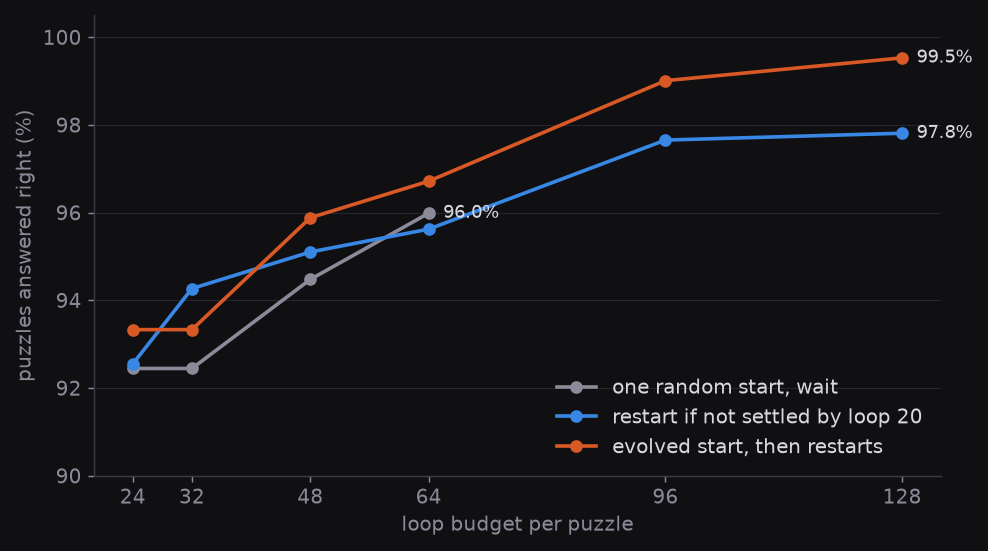 puzzles answered right (%)
100
98
96
94
92
90
99.5%
97.8%
96.0%
one random start, wait
restart if not settled by loop 20
evolved start, then restarts
24 32 48 64 96 128
loop budget per puzzle